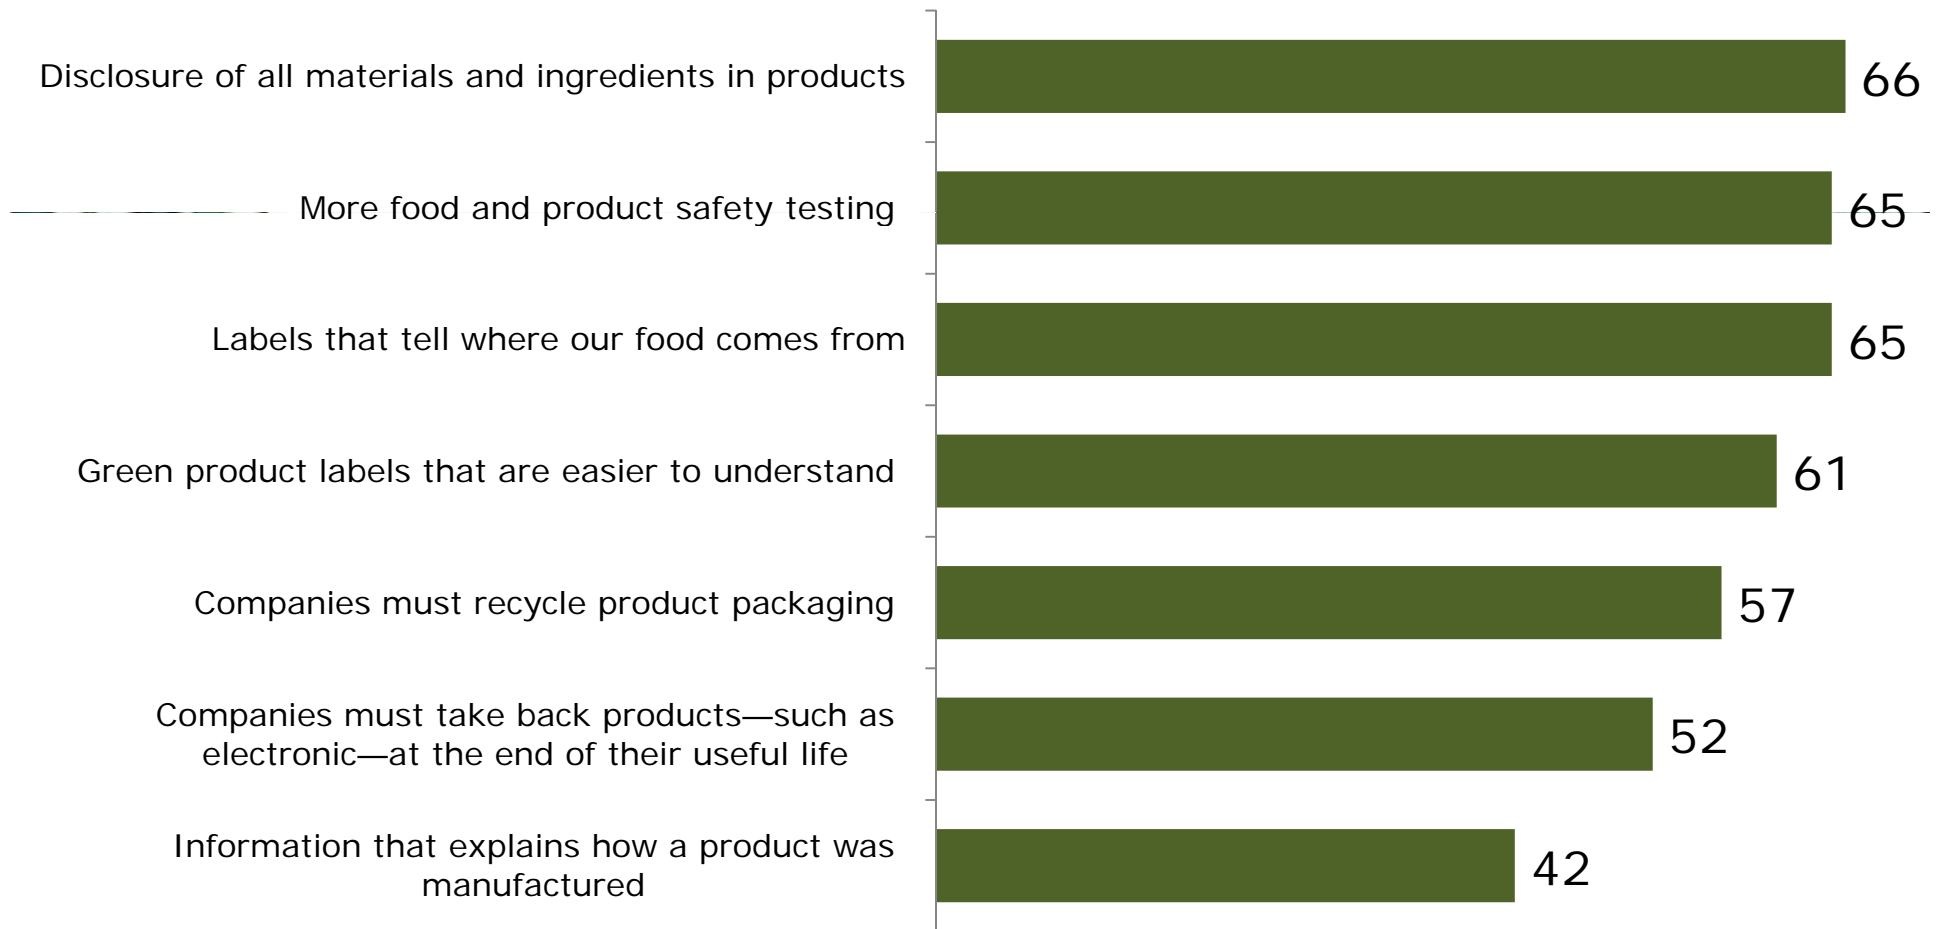 Disclosure of all materials and ingredients in products
66
More food and product safety testing
65
Labels that tell where our food comes from
65
Green product labels that are easier to understand
61
Companies must recycle product packaging
57
Companies must take back products—such as
electronic—at the end of their useful life
52
Information that explains how a product was
manufactured
42